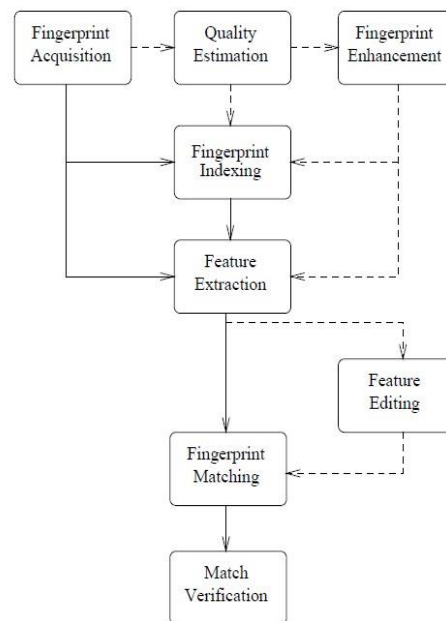 Fingerprint
Acquisition
Quality
Estimation
Fingerprint
Enhancement
Fingerprint
Indexing
Feature
Extraction
Feature
Editing
Fingerprint
Matching
Match
Verification